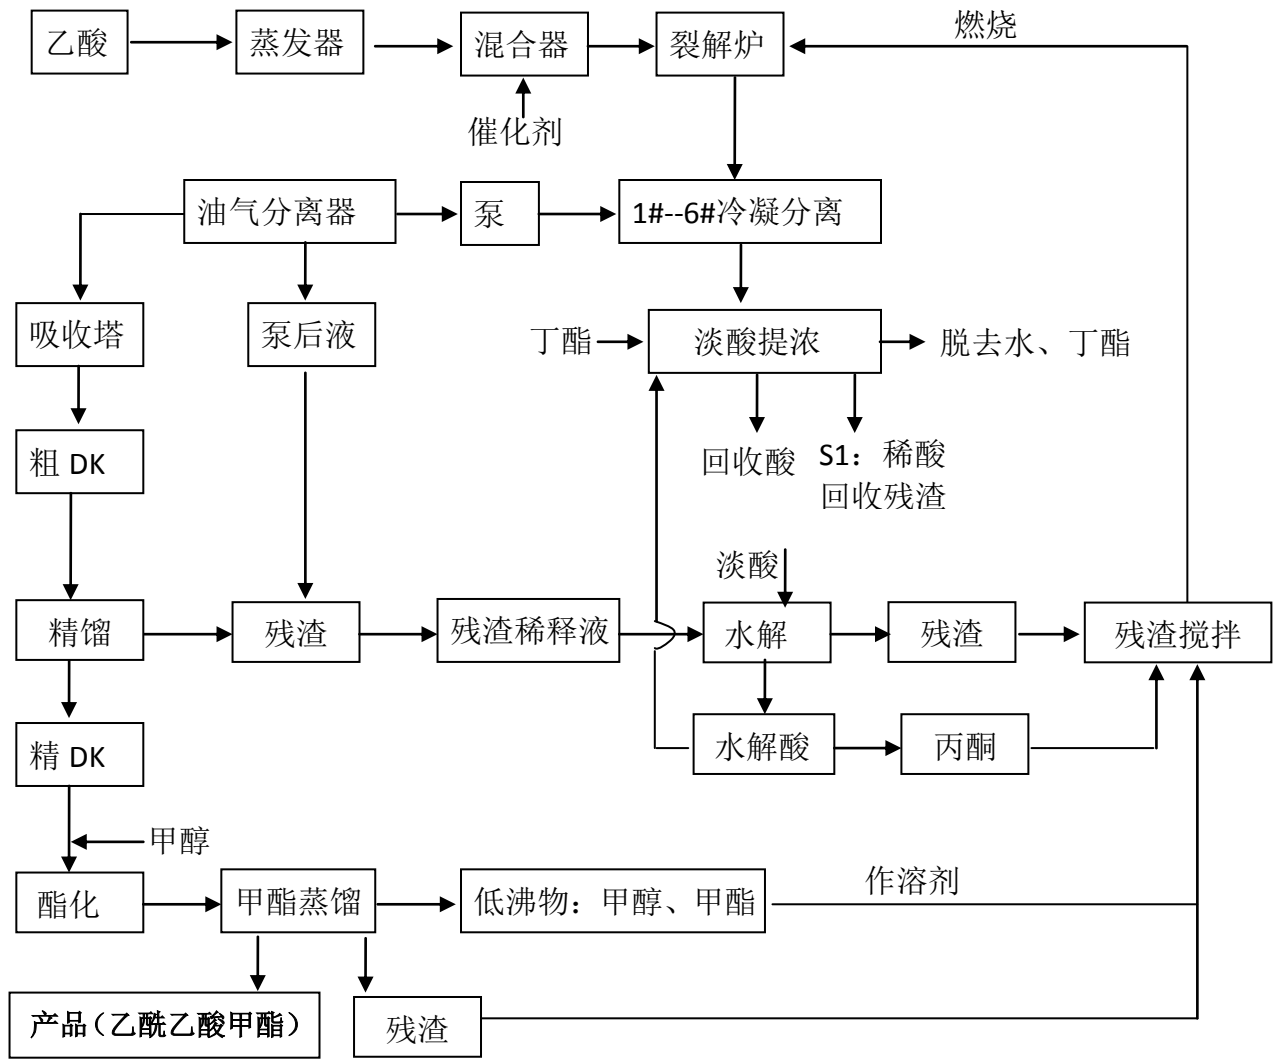 乙酸
蒸发器
混合器
裂解炉
燃烧
催化剂
油气分离器
泵
1#--6#冷凝分离
吸收塔
泵后液
丁酯
淡酸提浓
脱去水、丁酯
粗 DK
回收酸
S1：稀酸
回收残渣
淡酸
精馏
残渣
残渣稀释液
水解
残渣
残渣搅拌
精 DK
水解酸
丙酮
甲醇
酯化
甲酯蒸馏
低沸物：甲醇、甲酯
作溶剂
产品（乙酰乙酸甲酯）
残渣